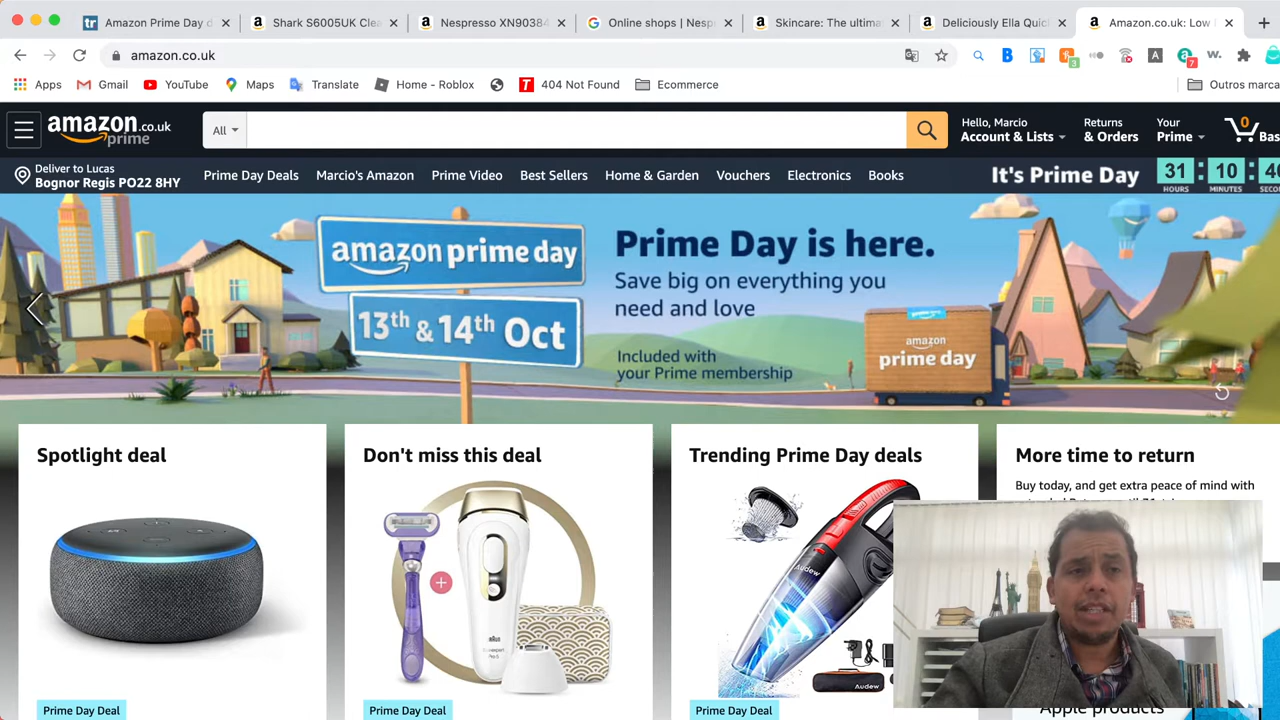 Amazon Prime Day d
Shark S6005UK Clea
Nespresso XN9038
Online shops | Nesp
Skincare: The ultima
Deliciously Ella Quic
Amazon.co.uk: Low
amazon.co.uk
3
A
7
w.
Apps
Gmail
YouTube
Maps
Translate
Home - Roblox
404 Not Found
Ecommerce
Outros marca
amazon.co.uk
prime
All
Hello, Marcio
Account & Lists
Returns
& Orders
Your
Prime
0
Bas
Deliver to Lucas
Bognor Regis PO22 8HY
Prime Day Deals
Marcio's Amazon
Prime Video
Best Sellers
Home & Garden
Vouchers
Electronics
Books
It's Prime Day
31 : 10 :
HOURS MINUTES SECO
amazon prime day
13th & 14th Oct
Prime Day is here.
Save big on everything you
need and love
Included with
your Prime membership
amazon
prime day
Spotlight deal
Don't miss this deal
Trending Prime Day deals
More time to return
Buy today, and get extra peace of mind with
Audew
BRAUN
Audew
Prime Day Deal
Prime Day Deal
Prime Day Deal
Apple products